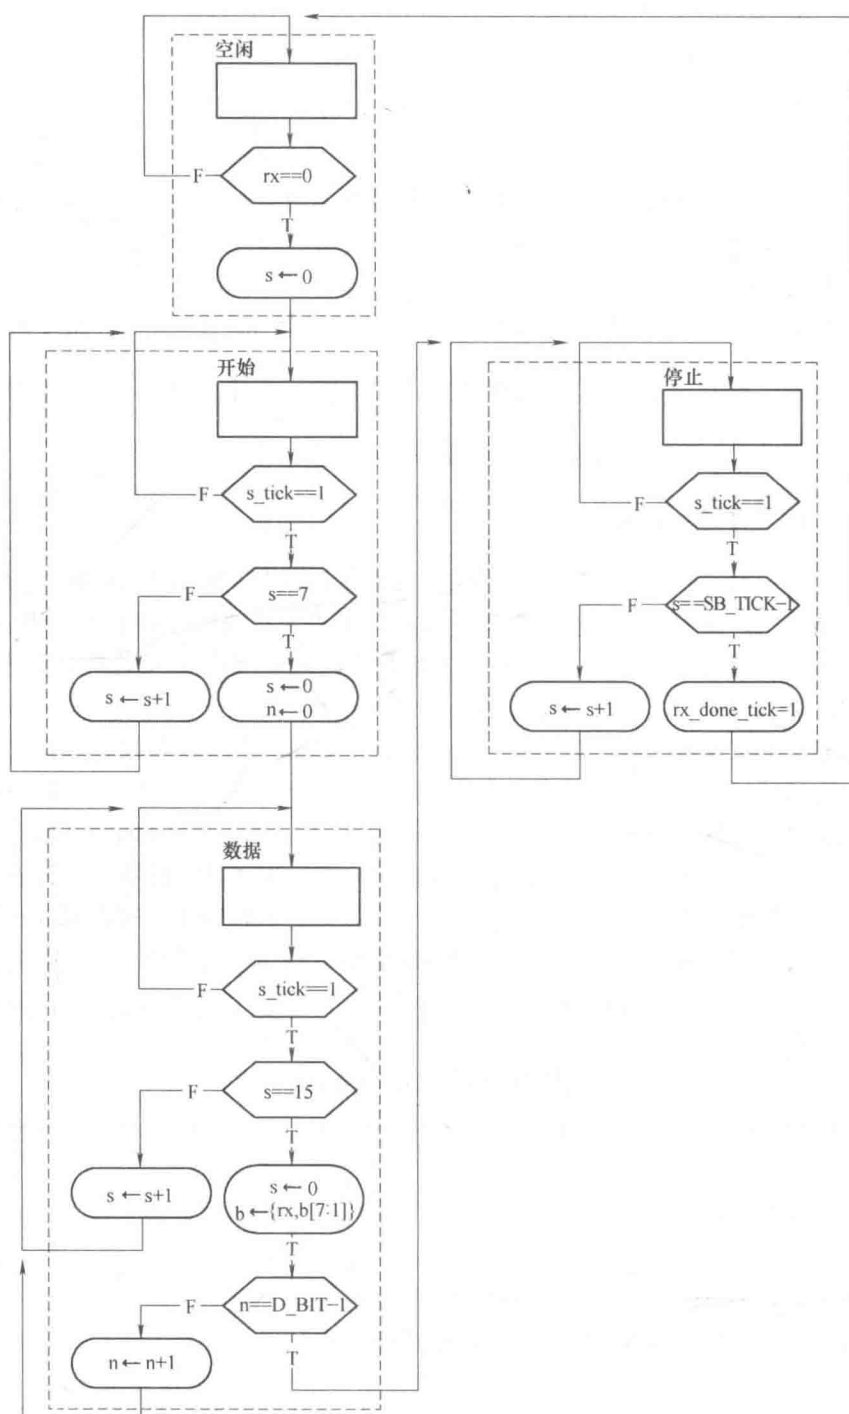 空闲
F
rx==0
T
s ← 0
开始
F
s_tick==1
T
F
s==7
T
s ← s+1
s ← 0
n ← 0
数据
F
s_tick==1
T
F
s==15
T
s ← s+1
s ← 0
b ← {rx,b[7:1]}
T
F
n==D_BIT−1
T
n ← n+1
停止
F
s_tick==1
T
F
s==SB_TICK−1
T
s ← s+1
rx_done_tick=1